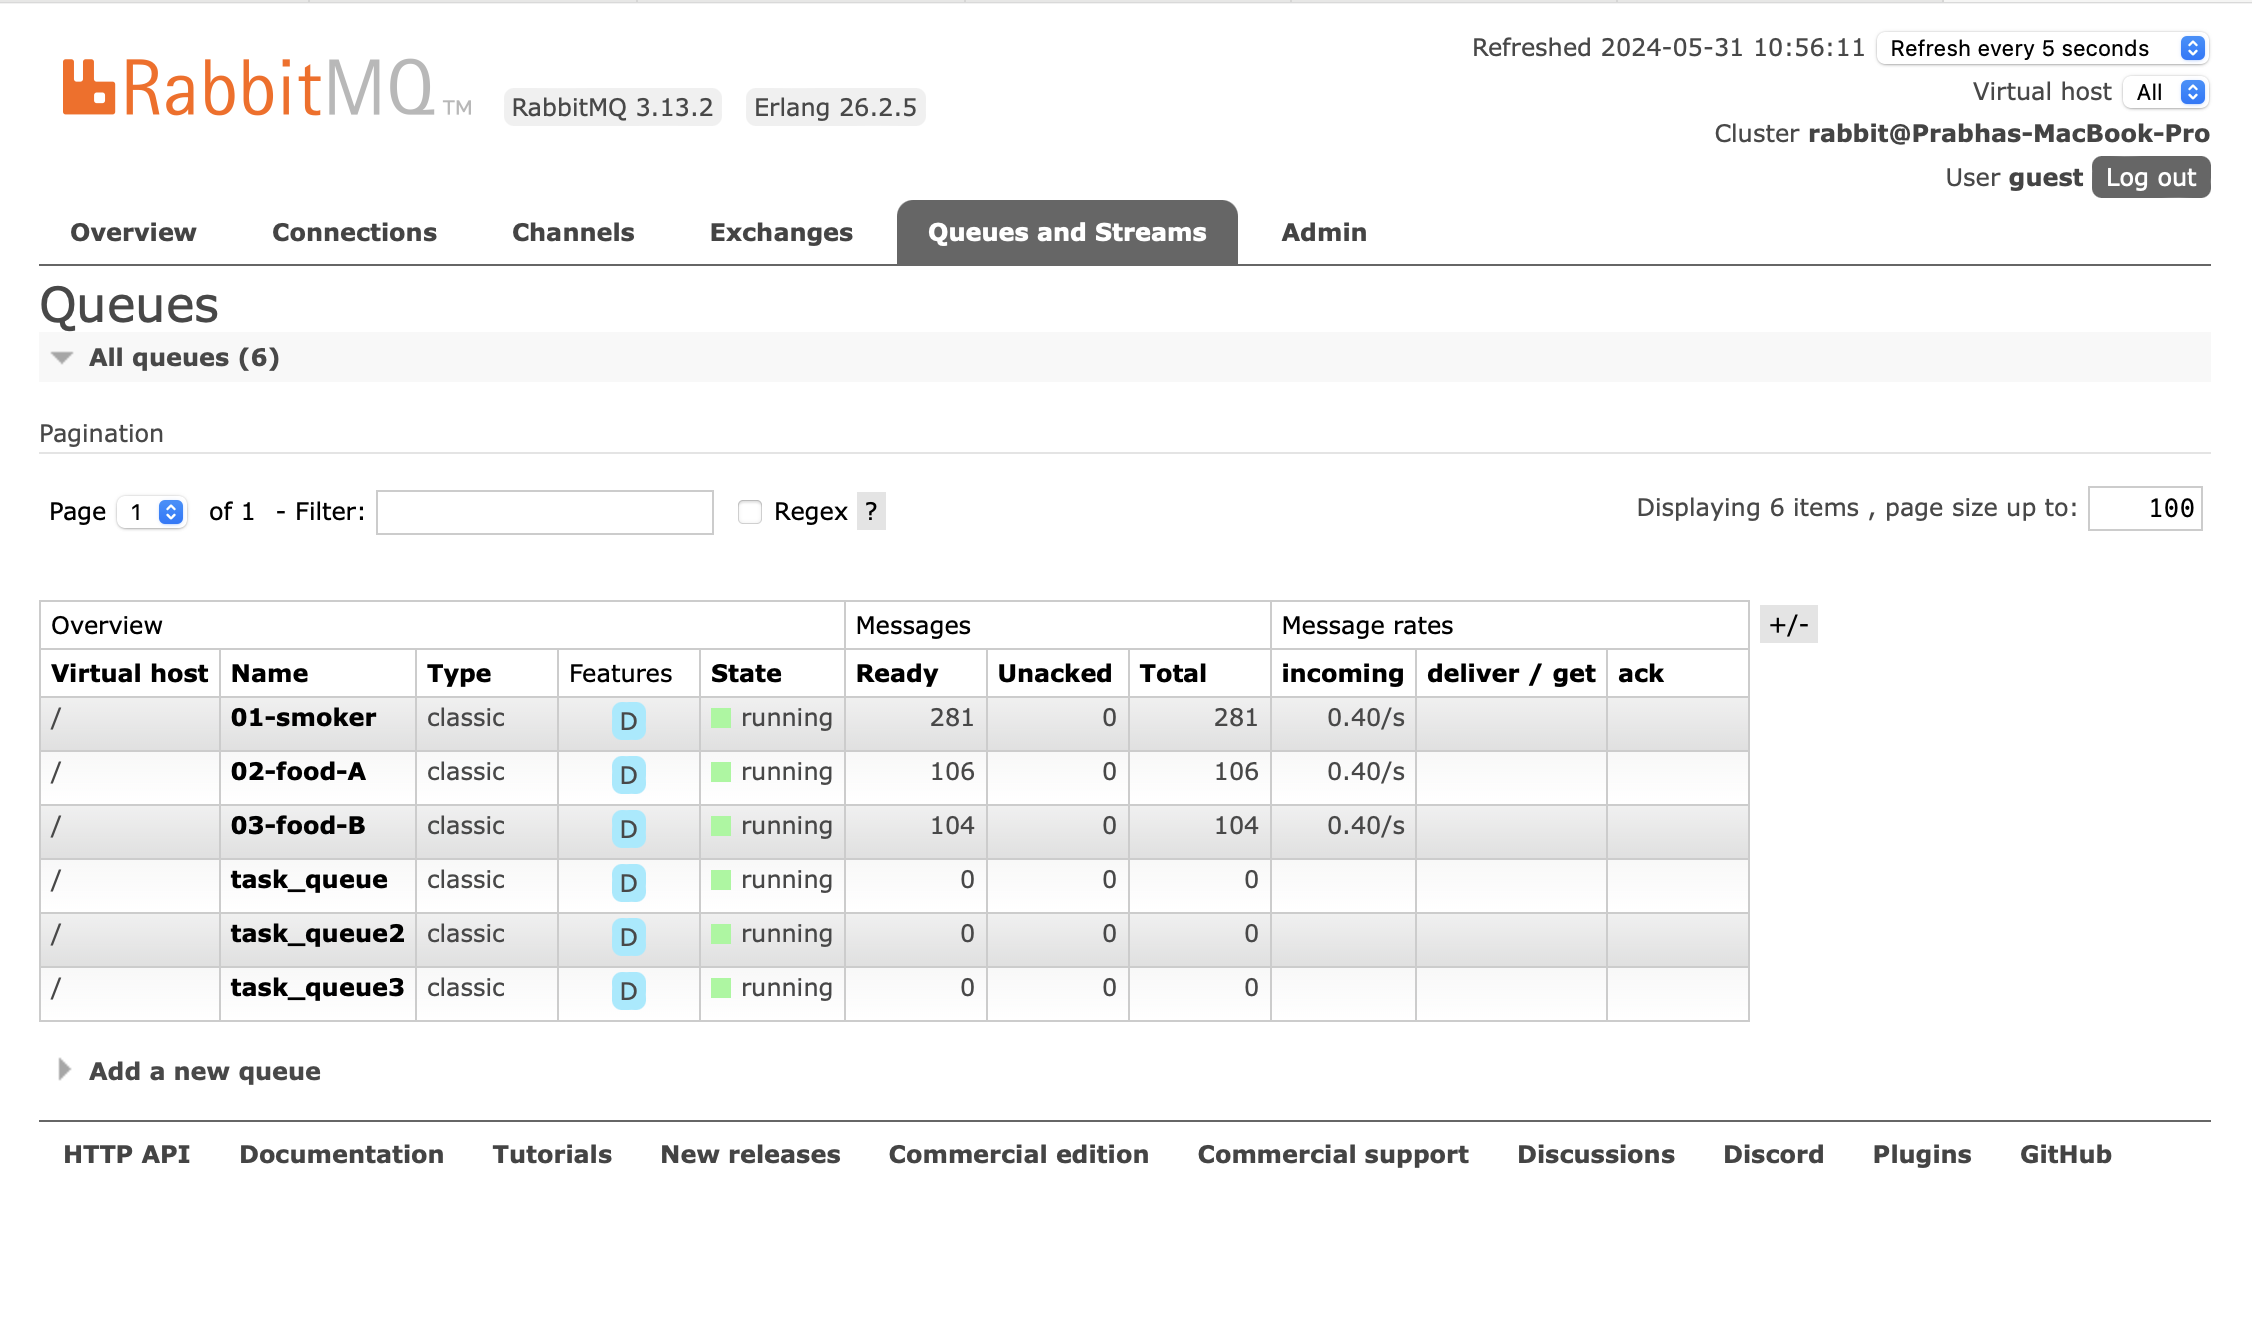 Refreshed 2024-05-31 10:56:11 Refresh every 5 seconds
RabbitMQ TM RabbitMQ 3.13.2 Erlang 26.2.5
Virtual host All
Cluster rabbit@Prabhas-MacBook-Pro
User guest Log out
Overview Connections Channels Exchanges Queues and Streams Admin
Queues
All queues (6)
Pagination
Page 1 of 1 - Filter: Regex ? Displaying 6 items , page size up to: 100
Overview Messages Message rates +/-
Virtual host Name Type Features State Ready Unacked Total incoming deliver / get ack
/ 01-smoker classic D running 281 0 281 0.40/s
/ 02-food-A classic D running 106 0 106 0.40/s
/ 03-food-B classic D running 104 0 104 0.40/s
/ task_queue classic D running 0 0 0
/ task_queue2 classic D running 0 0 0
/ task_queue3 classic D running 0 0 0
Add a new queue
HTTP API Documentation Tutorials New releases Commercial edition Commercial support Discussions Discord Plugins GitHub